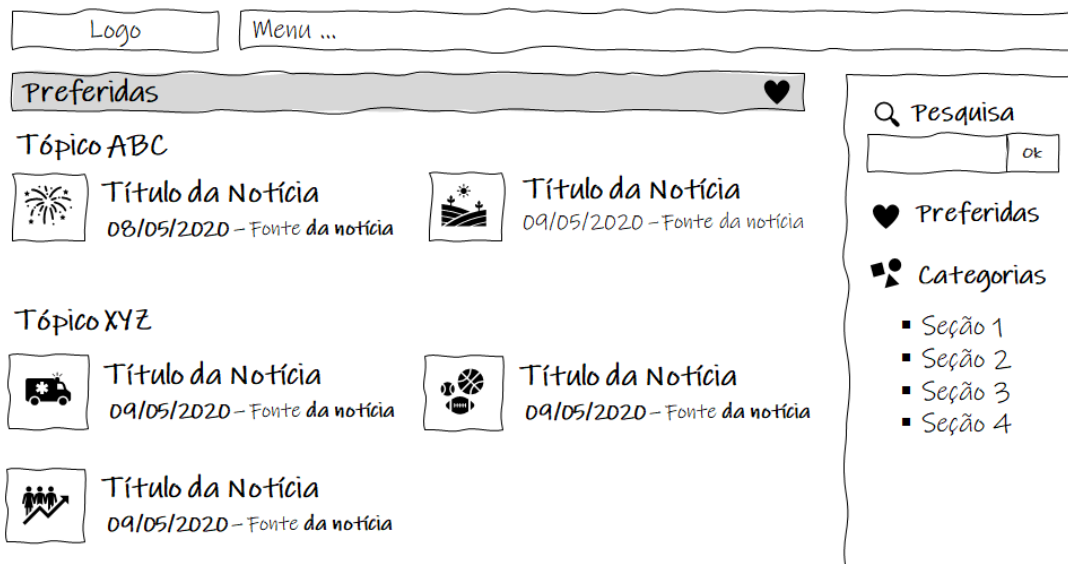 Logo
Menu ...
Preferidas
Tópico ABC
Título da Notícia
08/05/2020 – Fonte da notícia
Título da Notícia
09/05/2020 – Fonte da notícia
Tópico XYZ
Título da Notícia
09/05/2020 – Fonte da notícia
Título da Notícia
09/05/2020 – Fonte da notícia
Título da Notícia
09/05/2020 – Fonte da notícia
Pesquisa
Ok
Preferidas
Categorias
▪ Seção 1
▪ Seção 2
▪ Seção 3
▪ Seção 4